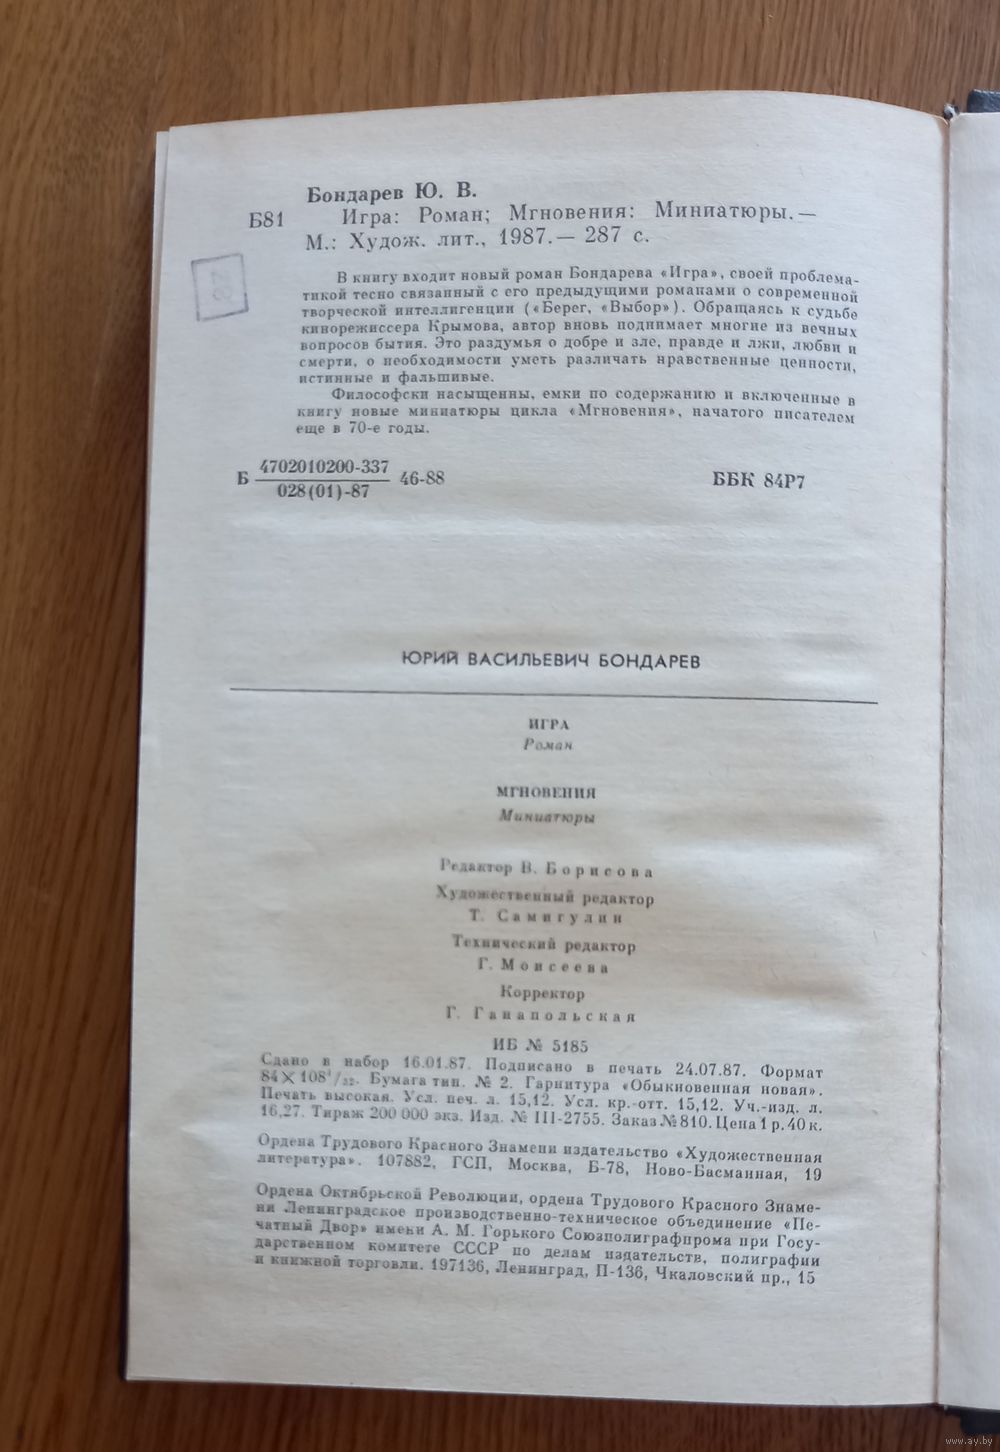 Бондарев Ю. В.
Б81 Игра: Роман; Мгновения: Миниатюры.—
М.: Худож. лит., 1987.— 287 с.
В книгу входит новый роман Бондарева «Игра», своей проблема-
тикой тесно связанный с его предыдущими романами о современной
творческой интеллигенции («Берег, «Выбор»). Обращаясь к судьбе
кинорежиссера Крымова, автор вновь поднимает многие из вечных
вопросов бытия. Это раздумья о добре и зле, правде и лжи, любви и
смерти, о необходимости уметь различать нравственные ценности,
истинные и фальшивые.
Философски насыщенны, емки по содержанию и включенные в
книгу новые миниатюры цикла «Мгновения», начатого писателем
еще в 70-е годы.
Б 4702010200-337 46-88 ББК 84Р7
028(01)-87
ЮРИЙ ВАСИЛЬЕВИЧ БОНДАРЕВ
ИГРА
Роман
МГНОВЕНИЯ
Миниатюры
Редактор В. Борисова
Художественный редактор
Т. Самигулин
Технический редактор
Г. Моисеева
Корректор
Г. Ганапольская
ИБ № 5185
Сдано в набор 16.01.87. Подписано в печать 24.07.87. Формат
84×108¹/₃₂. Бумага тип. № 2. Гарнитура «Обыкновенная новая».
Печать высокая. Усл. печ. л. 15,12. Усл. кр.-отт. 15,12. Уч.-изд. л.
16,27. Тираж 200 000 экз. Изд. № III-2755. Заказ № 810. Цена 1 р. 40 к.
Ордена Трудового Красного Знамени издательство «Художественная
литература». 107882, ГСП, Москва, Б-78, Ново-Басманная, 19
Ордена Октябрьской Революции, ордена Трудового Красного Знаме-
ни Ленинградское производственно-техническое объединение «Пе-
чатный Двор» имени А. М. Горького Союзполиграфпрома при Госу-
дарственном комитете СССР по делам издательств, полиграфии
и книжной торговли. 197136, Ленинград, П-136, Чкаловский пр., 15
www.ay.by